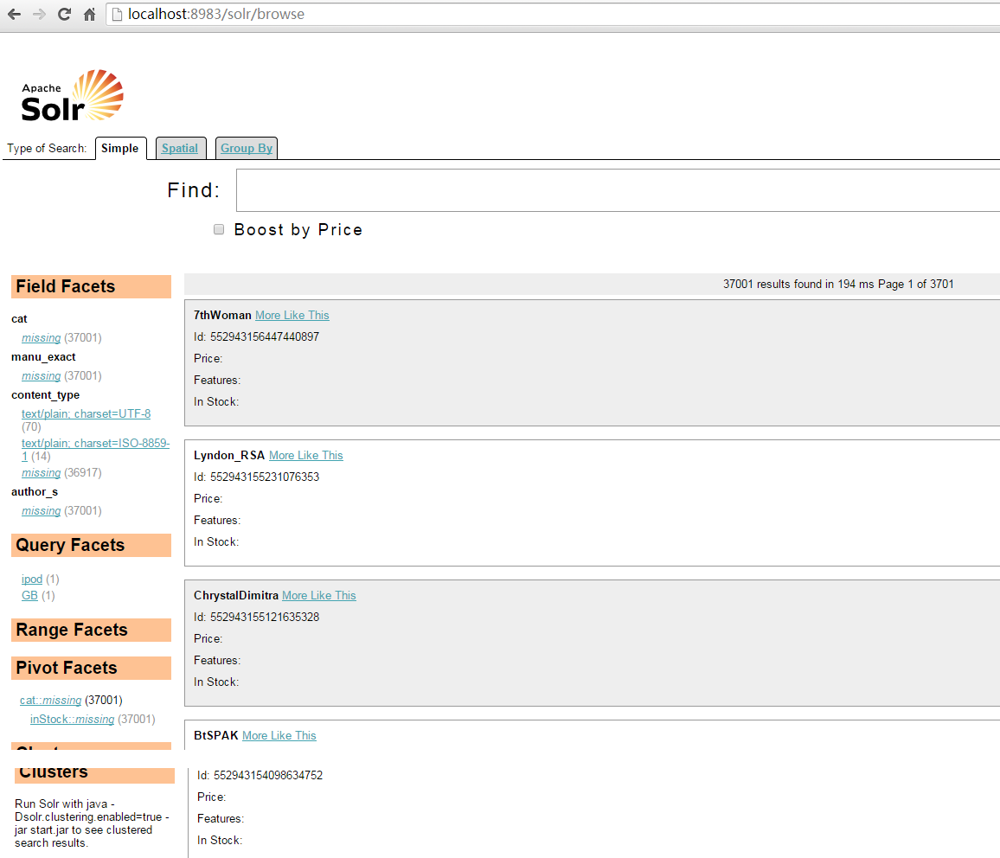 localhost:8983/solr/browse
Apache
Solr
Type of Search: Simple Spatial Group By
Find:
Boost by Price
Field Facets
cat
missing (37001)
manu_exact
missing (37001)
content_type
text/plain; charset=UTF-8
(70)
text/plain; charset=ISO-8859-
1 (14)
missing (36917)
author_s
missing (37001)
Query Facets
ipod (1)
GB (1)
Range Facets
Pivot Facets
cat::missing (37001)
inStock::missing (37001)
Clusters
Clusters
Run Solr with java -
Dsolr.clustering.enabled=true -
jar start.jar to see clustered
search results.
37001 results found in 194 ms Page 1 of 3701
7thWoman More Like This
Id: 552943156447440897
Price:
Features:
In Stock:
Lyndon_RSA More Like This
Id: 552943155231076353
Price:
Features:
In Stock:
ChrystalDimitra More Like This
Id: 552943155121635328
Price:
Features:
In Stock:
BtSPAK More Like This
Id: 552943154098634752
Price:
Features:
In Stock: